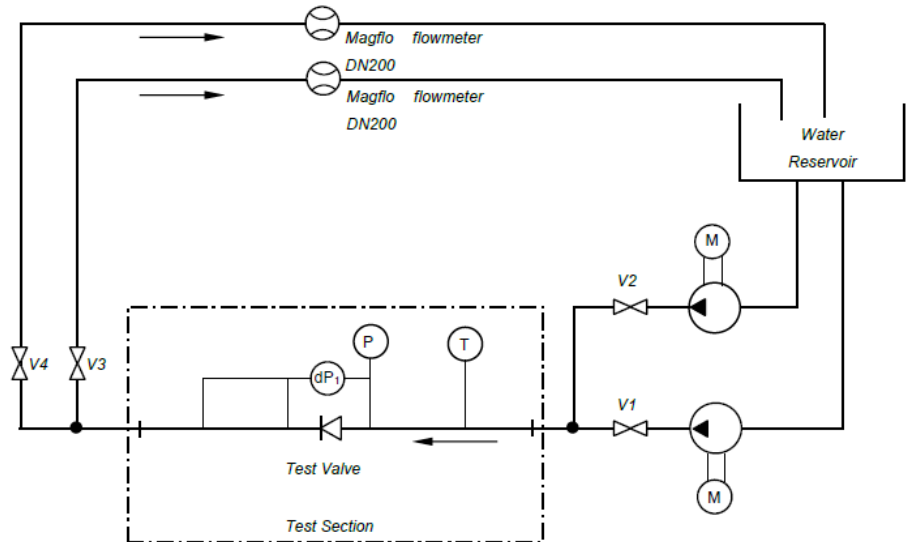 Magflo flowmeter
DN200
Magflo flowmeter
DN200
Water
Reservoir
M
V2
P
T
dP₁
V4
V3
V1
Test Valve
M
Test Section